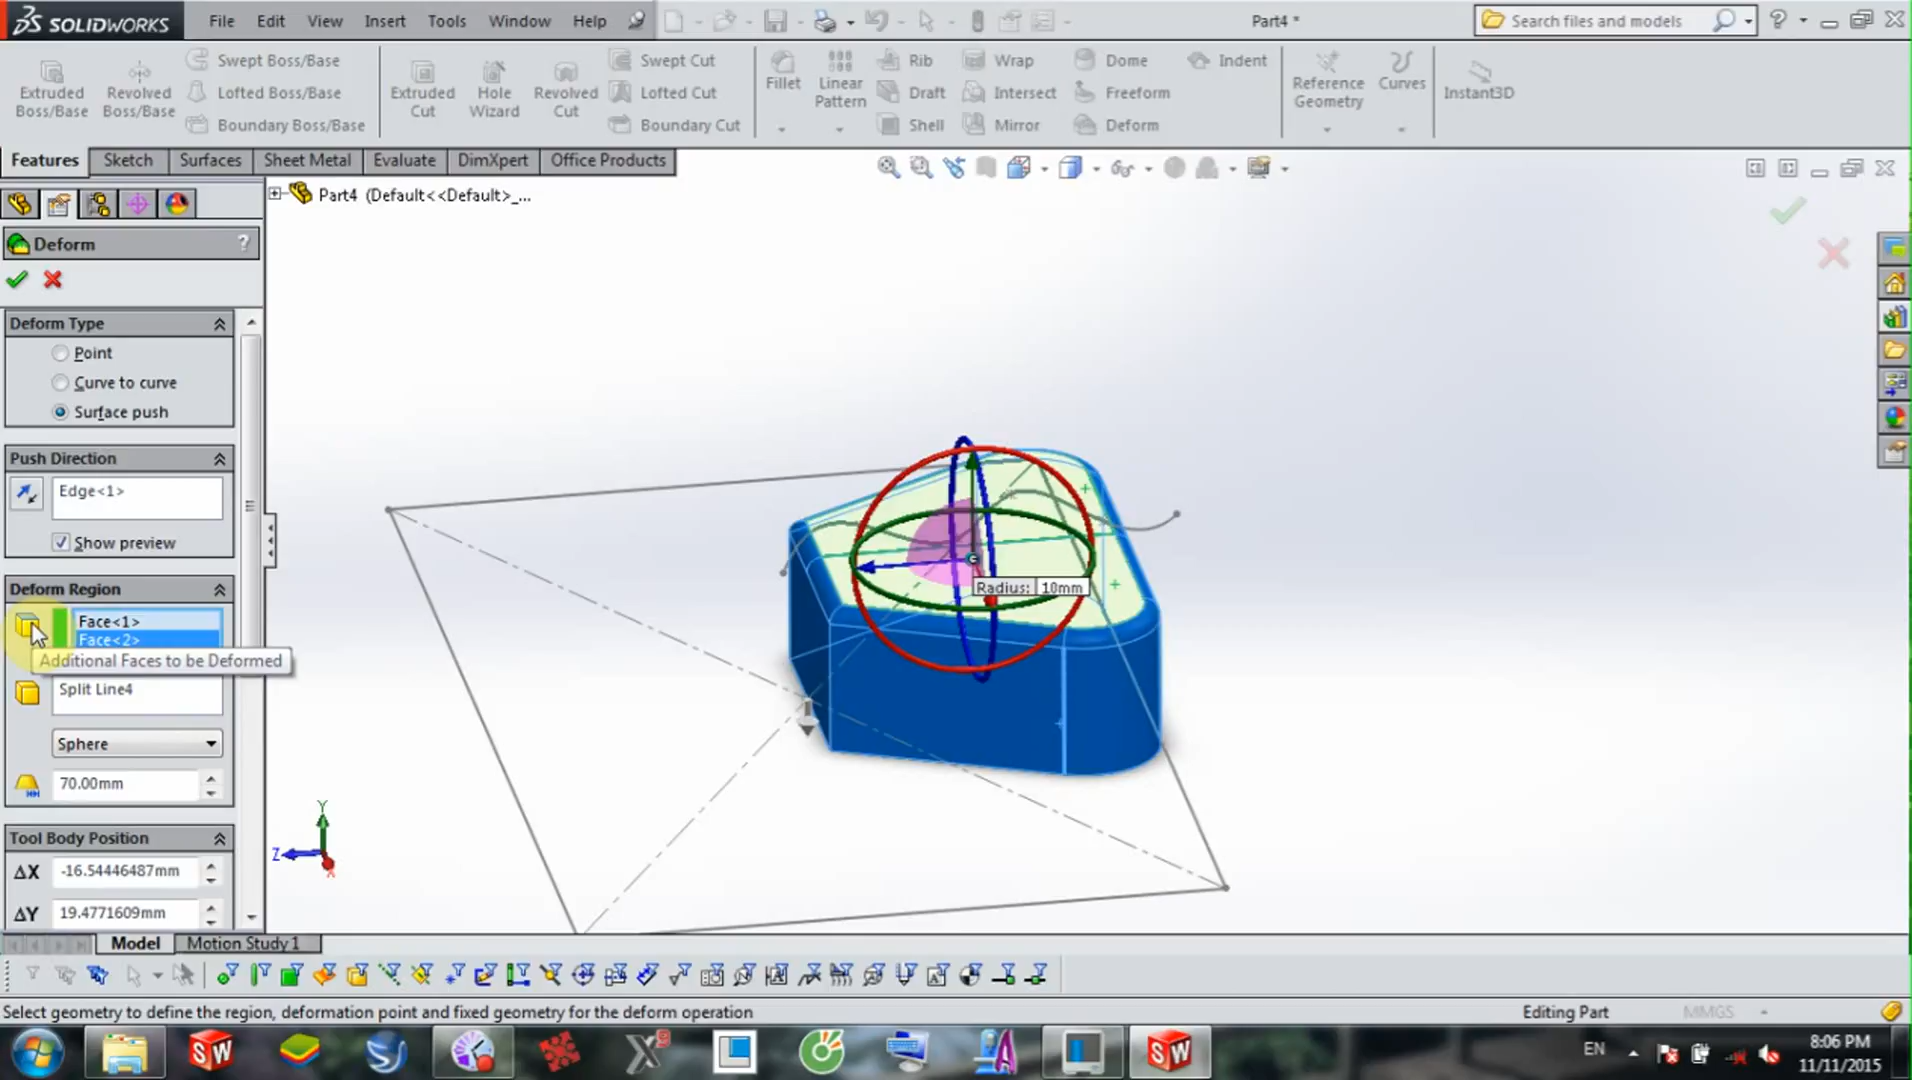 SOLIDWORKS File Edit View Insert Tools Window Help Part4 * Search files and models
Swept Boss/Base
Lofted Boss/Base
Boundary Boss/Base
Extruded Boss/Base
Revolved Boss/Base
Extruded Cut
Hole Wizard
Revolved Cut
Swept Cut
Lofted Cut
Boundary Cut
Fillet
Linear Pattern
Rib
Draft
Shell
Wrap
Intersect
Mirror
Dome
Freeform
Deform
Indent
Reference Geometry
Curves
Instant3D
Features Sketch Surfaces Sheet Metal Evaluate DimXpert Office Products
Part4 (Default<<Default>_...
Deform ?
Deform Type
Point
Curve to curve
Surface push
Push Direction
Edge<1>
Show preview
Deform Region
Face<1>
Face<2>
Additional Faces to be Deformed
Split Line4
Sphere
70.00mm
Tool Body Position
ΔX -16.54446487mm
ΔY 19.4771609mm
Radius: 10mm
Y
Z
X
Model Motion Study 1
Select geometry to define the region, deformation point and fixed geometry for the deform operation Editing Part MMGS
EN 8:06 PM
11/11/2015